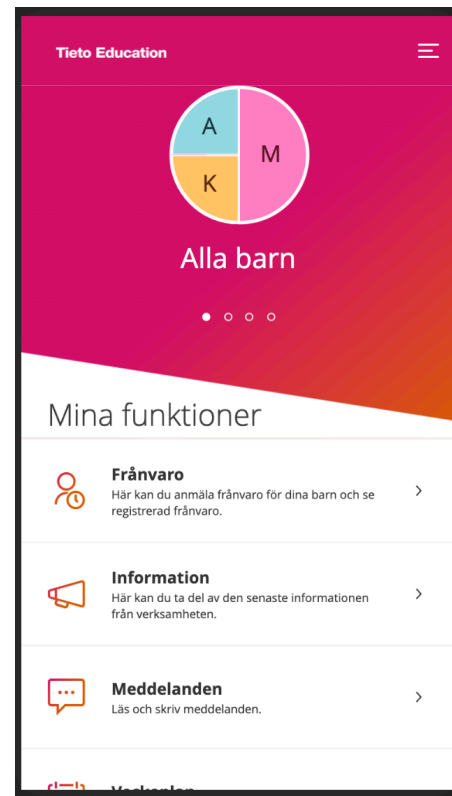 Tieto Education
A
M
K
Alla barn
Mina funktioner
Frånvaro
Här kan du anmäla frånvaro för dina barn och se
registrerad frånvaro.
Information
Här kan du ta del av den senaste informationen
från verksamheten.
Meddelanden
Läs och skriv meddelanden.